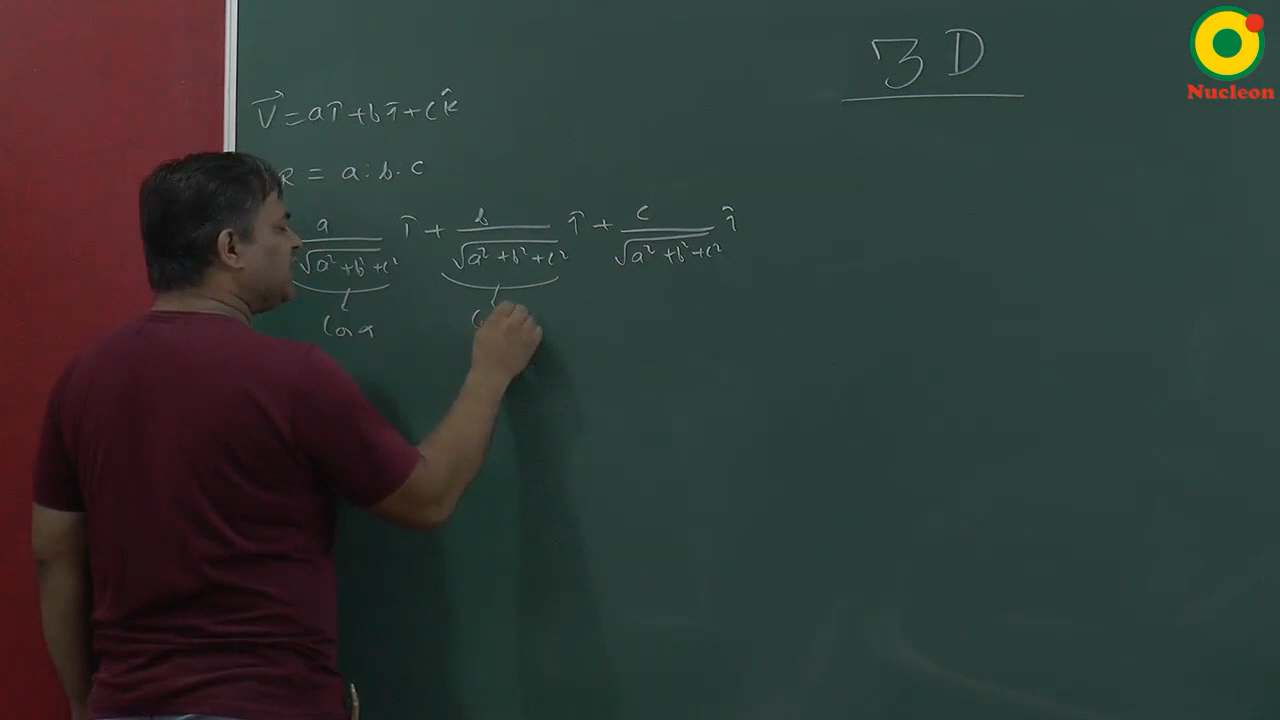 3D
Nucleon
V⃗ = aî + bĵ + ck̂
R = a:b:c
a/√(a²+b²+c²) î + b/√(a²+b²+c²) î + c/√(a²+b²+c²) î
Cos α